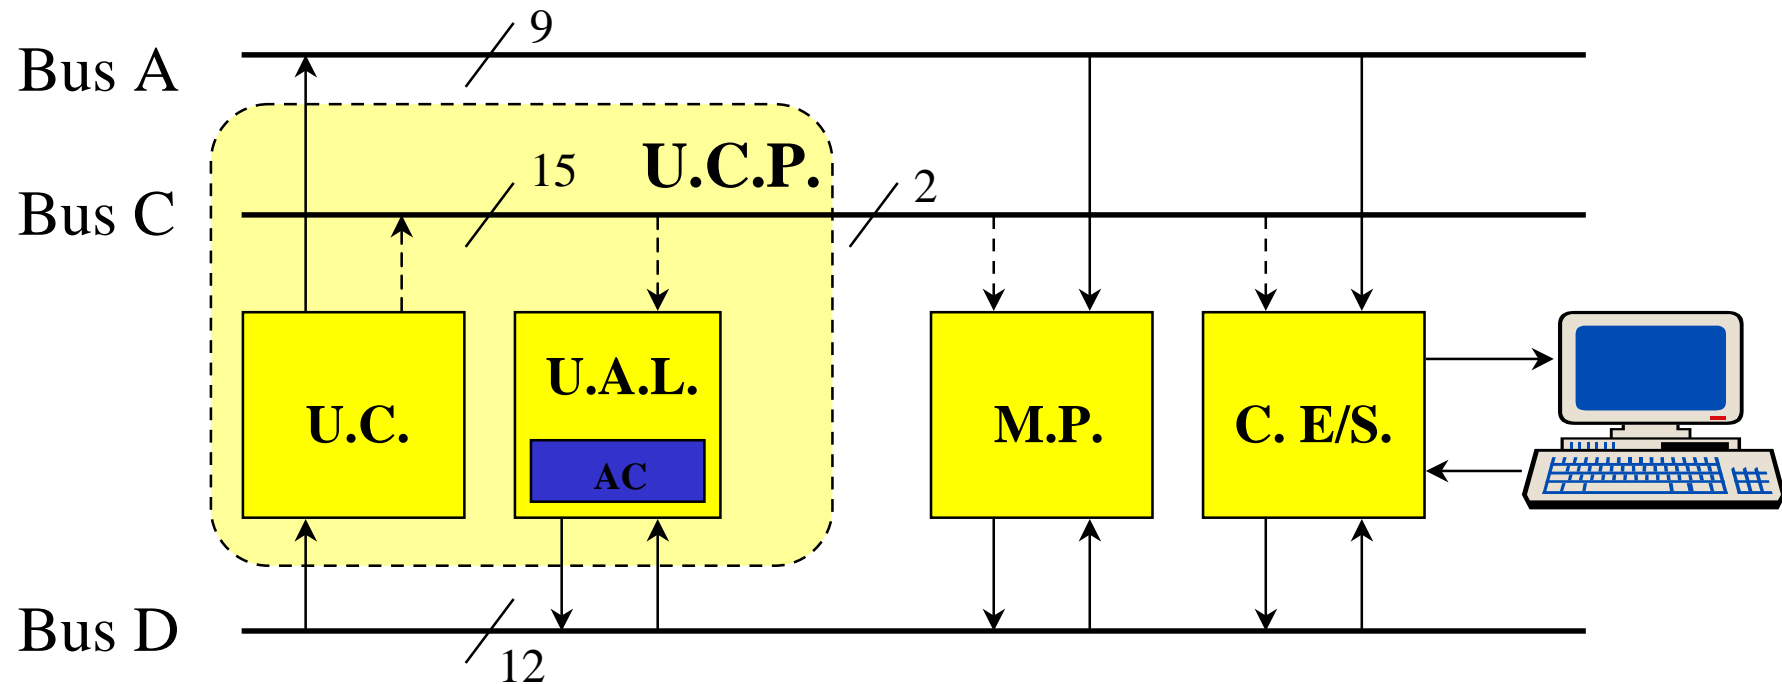 9
Bus A
U.C.P.
15
2
Bus C
U.A.L.
U.C.
M.P.
C. E/S.
AC
Bus D
12